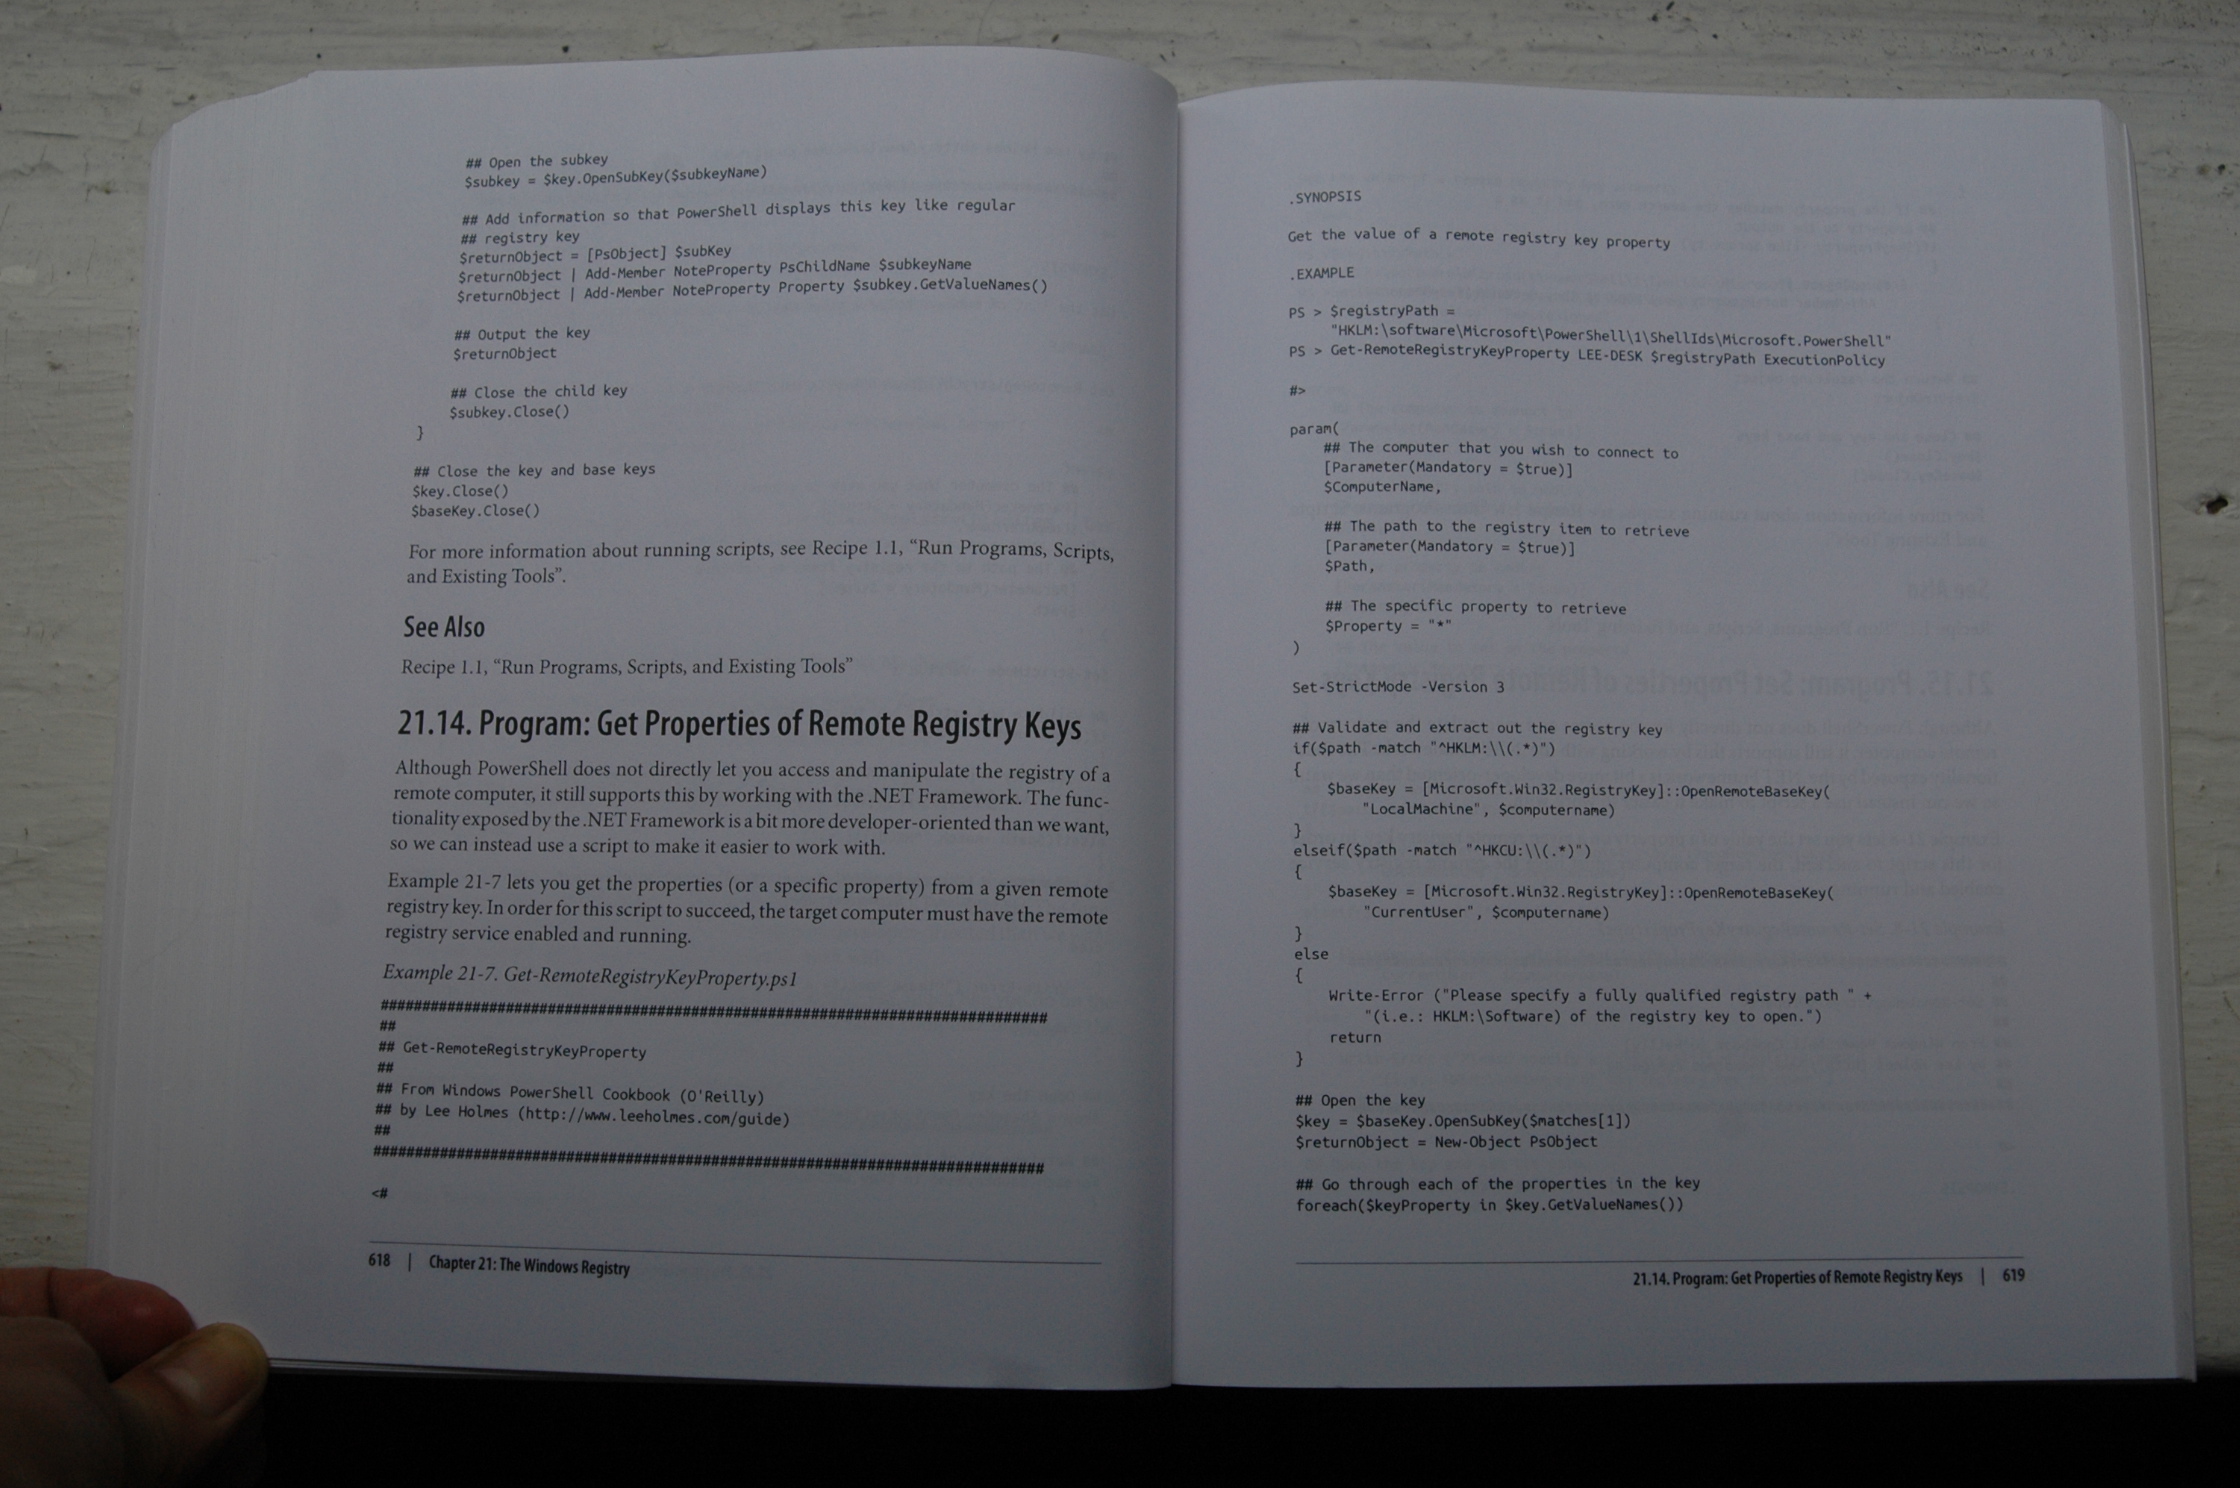 ## Open the subkey
$subkey = $key.OpenSubKey($subkeyName)
## Add information so that PowerShell displays this key like regular
## registry key
$returnObject = [PsObject] $subKey
$returnObject | Add-Member NoteProperty PsChildName $subkeyName
$returnObject | Add-Member NoteProperty Property $subkey.GetValueNames()
## Output the key
$returnObject
## Close the child key
$subkey.Close()
}
## Close the key and base keys
$key.Close()
$baseKey.Close()
For more information about running scripts, see Recipe 1.1, “Run Programs, Scripts,
and Existing Tools”.
See Also
Recipe 1.1, “Run Programs, Scripts, and Existing Tools”
21.14. Program: Get Properties of Remote Registry Keys
Although PowerShell does not directly let you access and manipulate the registry of a
remote computer, it still supports this by working with the .NET Framework. The func-
tionality exposed by the .NET Framework is a bit more developer-oriented than we want,
so we can instead use a script to make it easier to work with.
Example 21-7 lets you get the properties (or a specific property) from a given remote
registry key. In order for this script to succeed, the target computer must have the remote
registry service enabled and running.
Example 21-7. Get-RemoteRegistryKeyProperty.ps1
##############################################################################
##
## Get-RemoteRegistryKeyProperty
##
## From Windows PowerShell Cookbook (O'Reilly)
## by Lee Holmes (http://www.leeholmes.com/guide)
##
##############################################################################
<#
618 | Chapter 21: The Windows Registry
.SYNOPSIS
Get the value of a remote registry key property
.EXAMPLE
PS > $registryPath =
"HKLM:\software\Microsoft\PowerShell\1\ShellIds\Microsoft.PowerShell"
PS > Get-RemoteRegistryKeyProperty LEE-DESK $registryPath ExecutionPolicy
#>
param(
## The computer that you wish to connect to
[Parameter(Mandatory = $true)]
$ComputerName,
## The path to the registry item to retrieve
[Parameter(Mandatory = $true)]
$Path,
## The specific property to retrieve
$Property = "*"
)
Set-StrictMode -Version 3
## Validate and extract out the registry key
if($path -match "^HKLM:\\(.*)")
{
$baseKey = [Microsoft.Win32.RegistryKey]::OpenRemoteBaseKey(
"LocalMachine", $computername)
}
elseif($path -match "^HKCU:\\(.*)")
{
$baseKey = [Microsoft.Win32.RegistryKey]::OpenRemoteBaseKey(
"CurrentUser", $computername)
}
else
{
Write-Error ("Please specify a fully qualified registry path " +
"(i.e.: HKLM:\Software) of the registry key to open.")
return
}
## Open the key
$key = $baseKey.OpenSubKey($matches[1])
$returnObject = New-Object PsObject
## Go through each of the properties in the key
foreach($keyProperty in $key.GetValueNames())
21.14. Program: Get Properties of Remote Registry Keys | 619